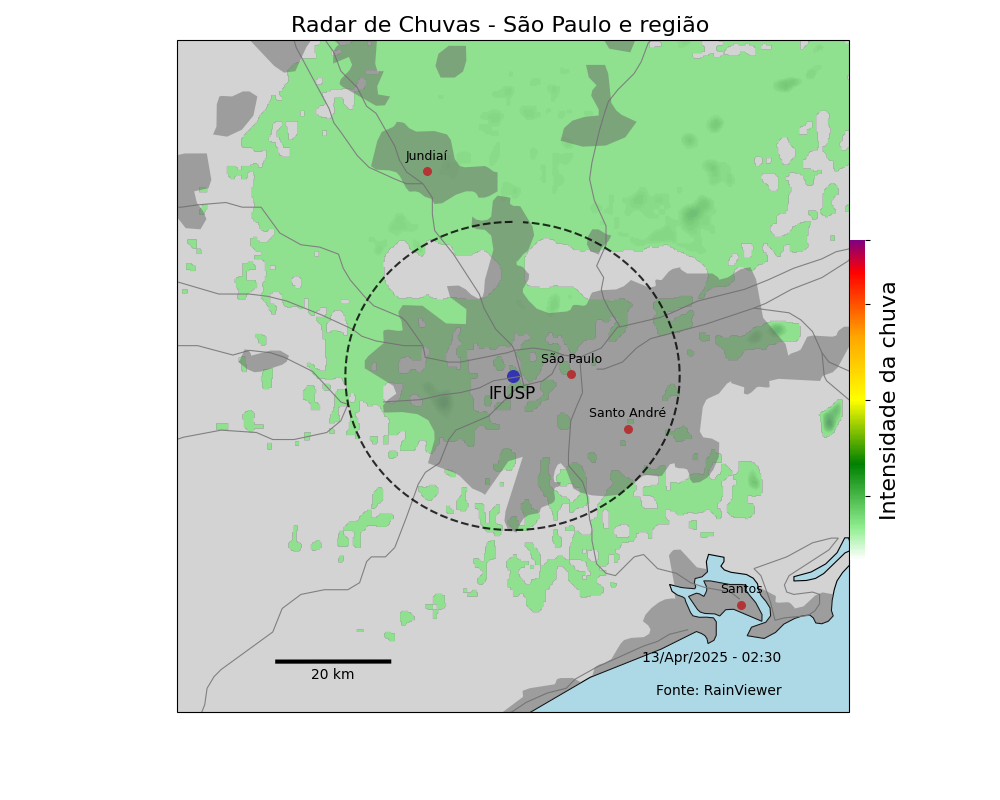 Radar de Chuvas - São Paulo e região
Jundiaí
São Paulo
IFUSP
Santo André
Intensidade da chuva
Santos
13/Apr/2025 - 02:30
20 km
Fonte: RainViewer